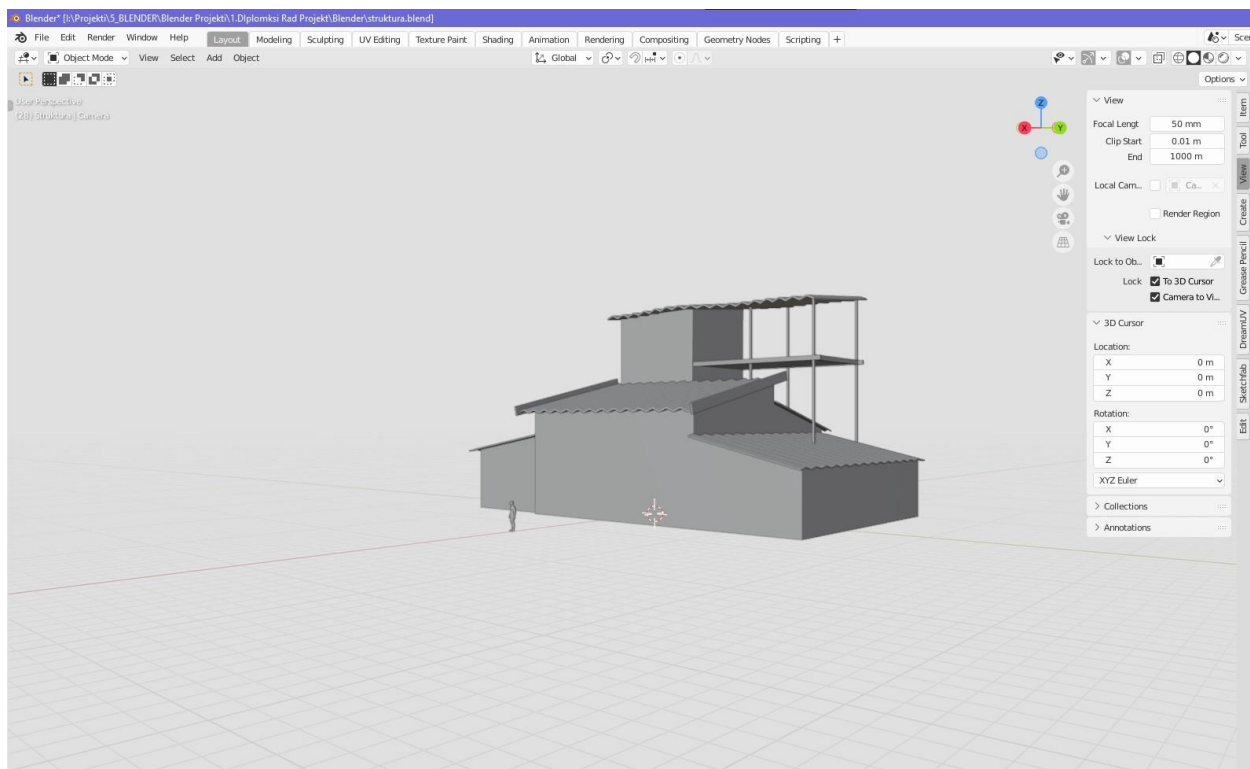 Blender* [I:\Projekti\5_BLENDER\Blender Projekti\1.DIplomksi Rad Projekt\Blender\struktura.blend]
File Edit Render Window Help Layout Modeling Sculpting UV Editing Texture Paint Shading Animation Rendering Compositing Geometry Nodes Scripting + Scen
Object Mode View Select Add Object Global
Options
User Perspective
(28) Struktura | Camera
Z
X Y
View
Focal Lengt 50 mm
Clip Start 0.01 m
End 1000 m
Local Cam... Ca...
Render Region
View Lock
Lock to Ob...
Lock To 3D Cursor
Camera to Vi...
3D Cursor
Location:
X 0 m
Y 0 m
Z 0 m
Rotation:
X 0°
Y 0°
Z 0°
XYZ Euler
Collections
Annotations
Item
Tool
View
Create
Grease Pencil
DreamUV
Sketchfab
Edit